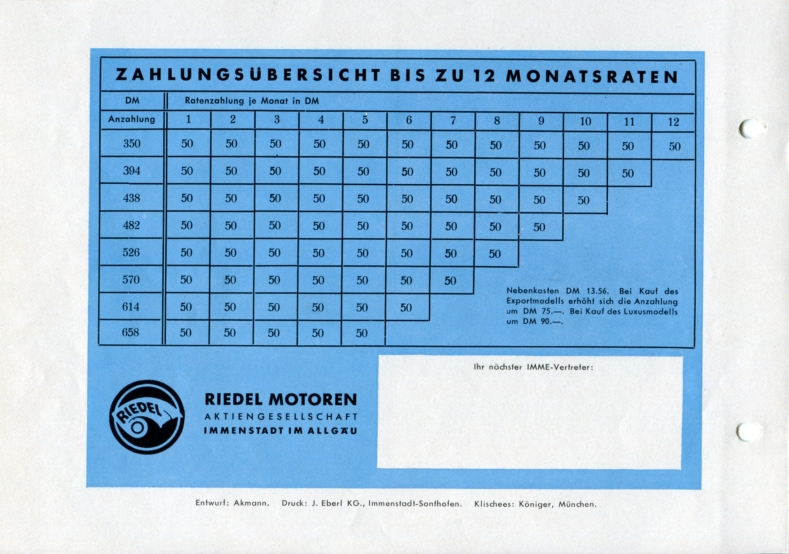 ZAHLUNGSÜBERSICHT BIS ZU 12 MONATSRATEN
DM Ratenzahlung je Monat in DM
Anzahlung 1 2 3 4 5 6 7 8 9 10 11 12
350 50 50 50 50 50 50 50 50 50 50 50 50
394 50 50 50 50 50 50 50 50 50 50 50
438 50 50 50 50 50 50 50 50 50 50
482 50 50 50 50 50 50 50 50 50
526 50 50 50 50 50 50 50 50
570 50 50 50 50 50 50 50
614 50 50 50 50 50 50
658 50 50 50 50 50
Nebenkosten DM 13.56. Bei Kauf des
Exportmodells erhöht sich die Anzahlung
um DM 75.—. Bei Kauf des Luxusmodells
um DM 90.—.
Ihr nächster IMME-Vertreter:
RIEDEL
RIEDEL MOTOREN
AKTIENGESELLSCHAFT
IMMENSTADT IM ALLGÄU
Entwurf: Akmann. Druck: J. Eberl KG., Immenstadt-Sonthofen. Klischees: Königer, München.